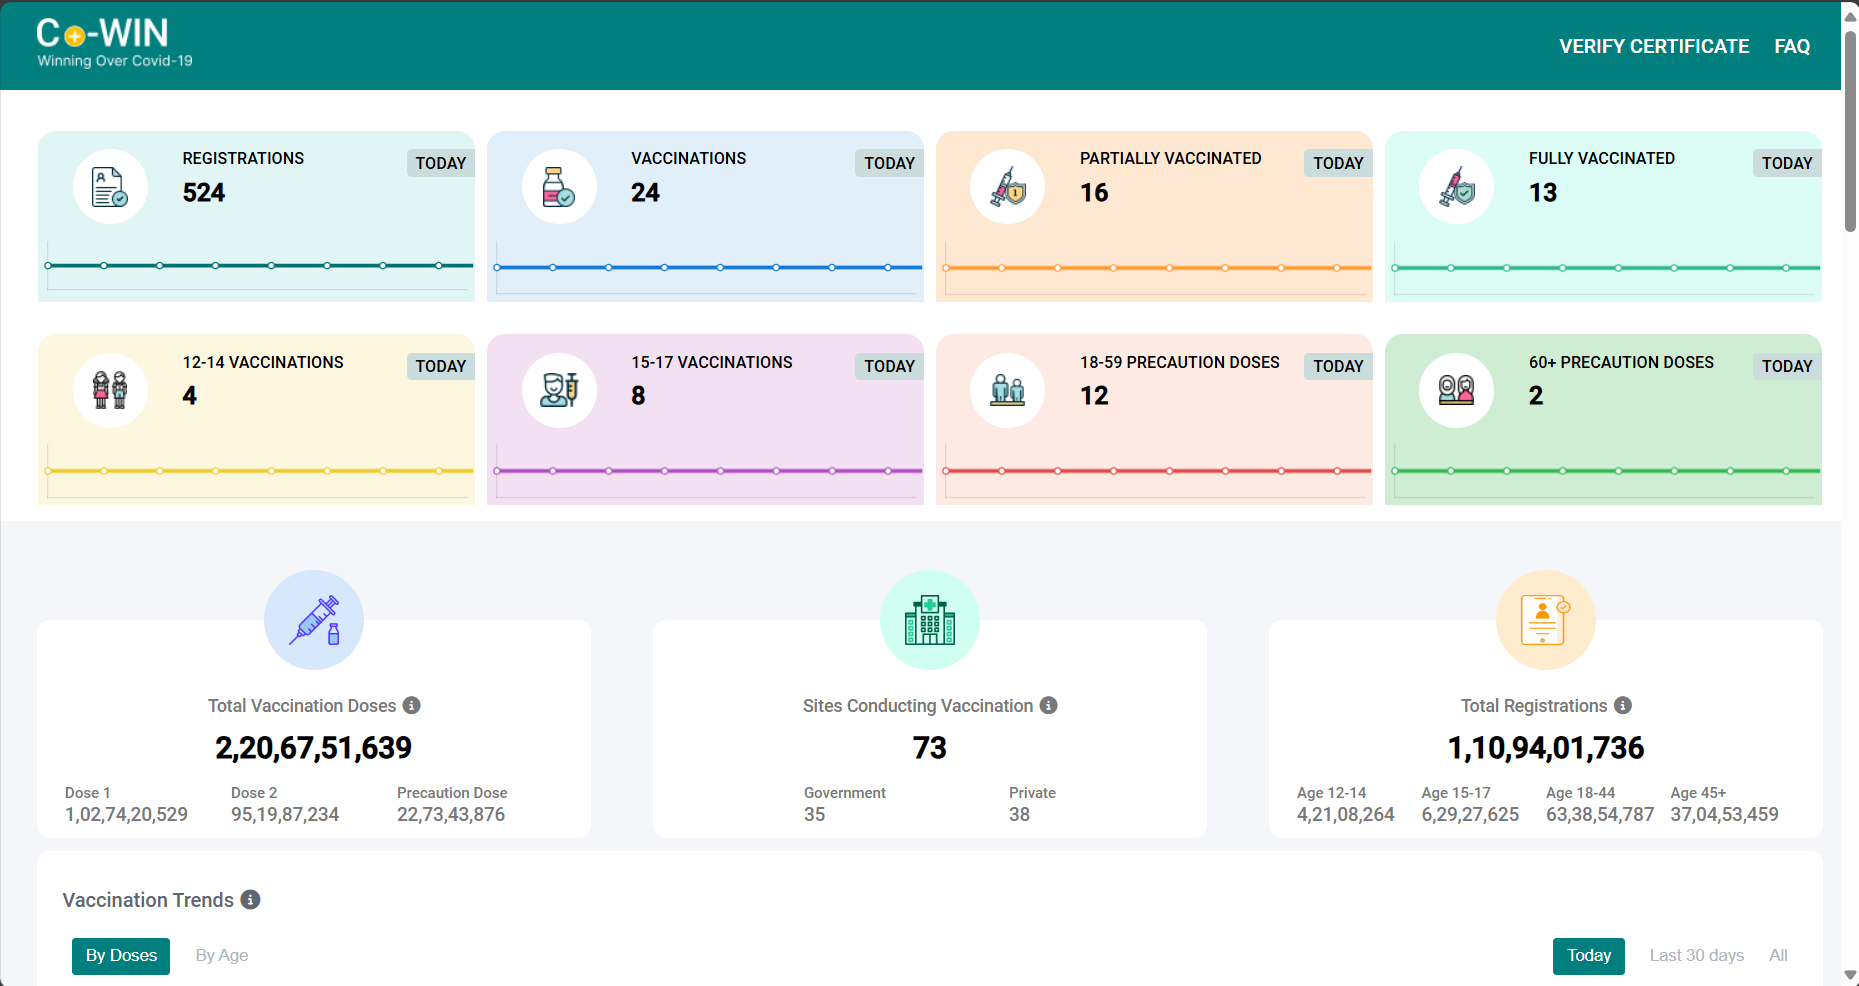 Co-WIN
Winning Over Covid-19
VERIFY CERTIFICATE FAQ
REGISTRATIONS
524
TODAY
VACCINATIONS
24
TODAY
PARTIALLY VACCINATED
16
TODAY
FULLY VACCINATED
13
TODAY
12-14 VACCINATIONS
4
TODAY
15-17 VACCINATIONS
8
TODAY
18-59 PRECAUTION DOSES
12
TODAY
60+ PRECAUTION DOSES
2
TODAY
Total Vaccination Doses
2,20,67,51,639
Dose 1
1,02,74,20,529
Dose 2
95,19,87,234
Precaution Dose
22,73,43,876
Sites Conducting Vaccination
73
Government
35
Private
38
Total Registrations
1,10,94,01,736
Age 12-14
4,21,08,264
Age 15-17
6,29,27,625
Age 18-44
63,38,54,787
Age 45+
37,04,53,459
Vaccination Trends
By Doses By Age
Today Last 30 days All